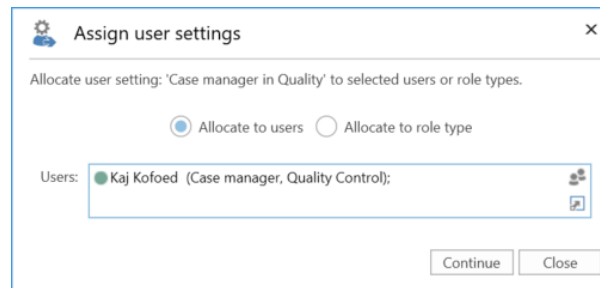 Assign user settings
Allocate user setting: 'Case manager in Quality' to selected users or role types.
Allocate to users Allocate to role type
Users: Kaj Kofoed (Case manager, Quality Control);
Continue Close